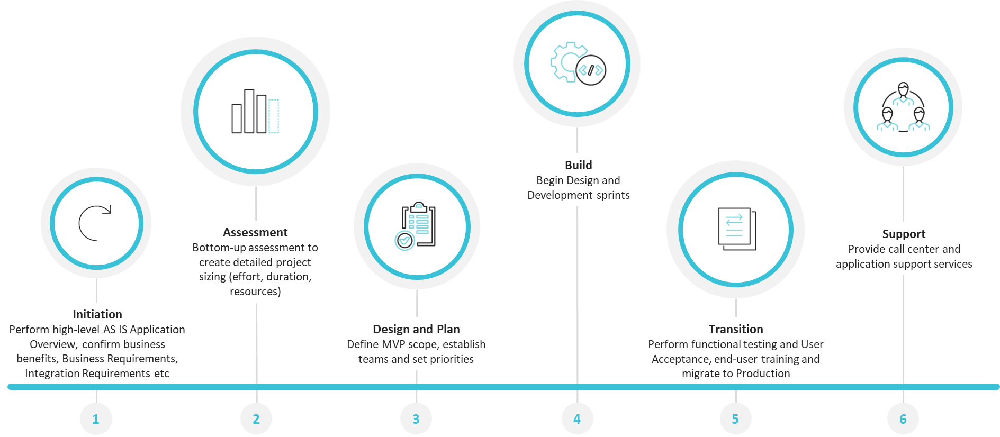 Initiation
Perform high-level AS IS Application
Overview, confirm business
benefits, Business Requirements,
Integration Requirements etc
1
Assessment
Bottom-up assessment to
create detailed project
sizing (effort, duration,
resources)
2
Design and Plan
Define MVP scope, establish
teams and set priorities
3
Build
Begin Design and
Development sprints
4
Transition
Perform functional testing and User
Acceptance, end-user training and
migrate to Production
5
Support
Provide call center and
application support services
6